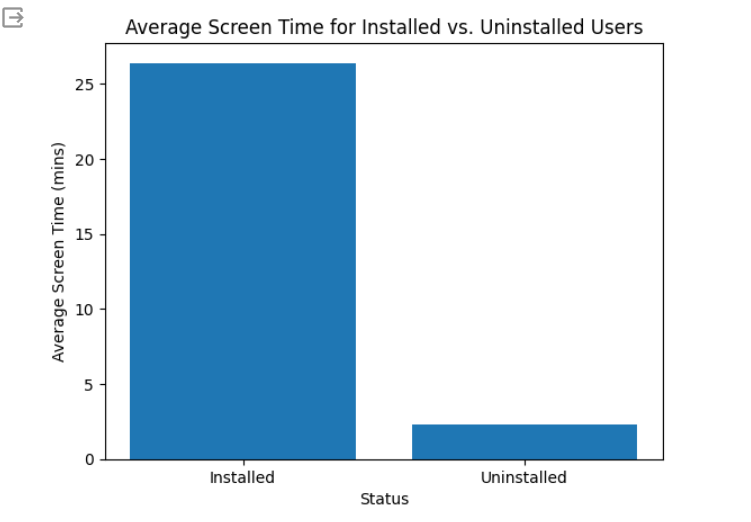 Average Screen Time for Installed vs. Uninstalled Users
25
20
15
10
5
0
Average Screen Time (mins)
Installed
Uninstalled
Status